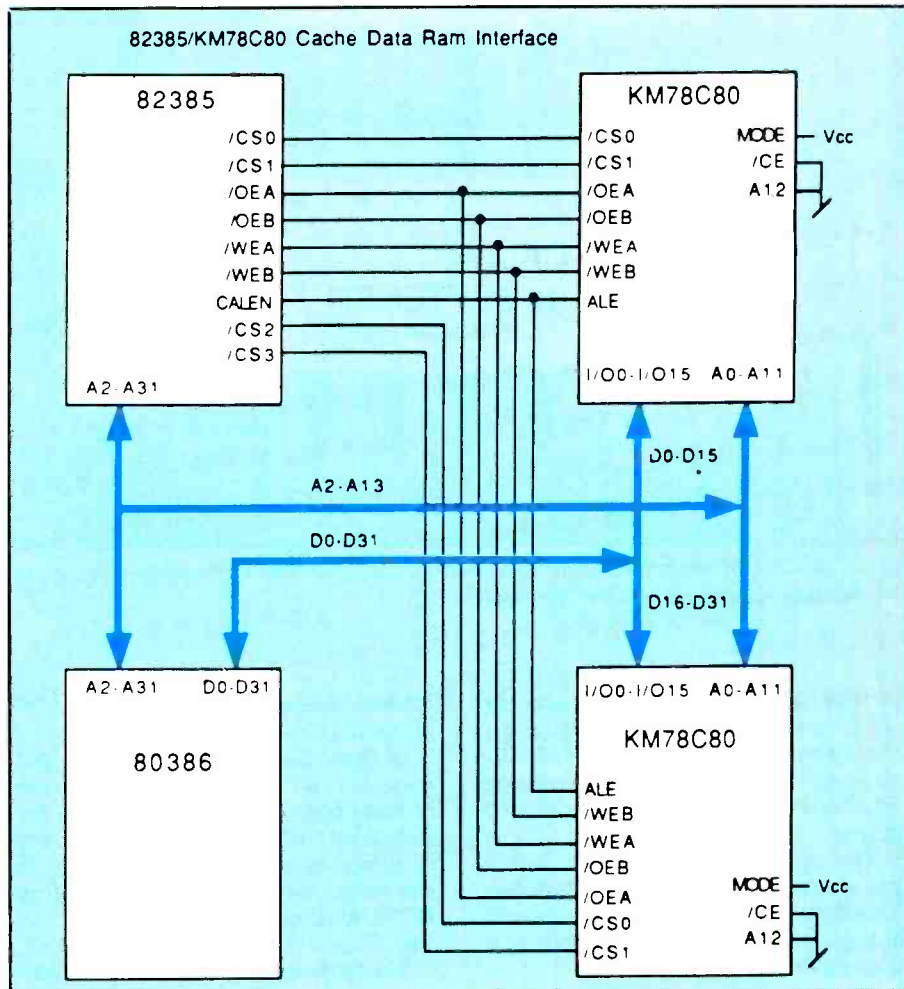 82385/KM78C80 Cache Data Ram Interface
82385
/CS0
/CS1
/OEA
/OEB
/WEA
/WEB
CALEN
/CS2
/CS3
A2-A31
KM78C80
/CS0
/CS1
/OEA
/OEB
/WEA
/WEB
ALE
MODE
Vcc
/CE
A12
I/O0-I/O15 A0-A11
D0-D15
A2-A13
D0-D31
D16-D31
A2-A31 D0-D31
80386
I/O0-I/O15 A0-A11
KM78C80
ALE
/WEB
/WEA
/OEB
/OEA
/CS0
/CS1
MODE
Vcc
/CE
A12